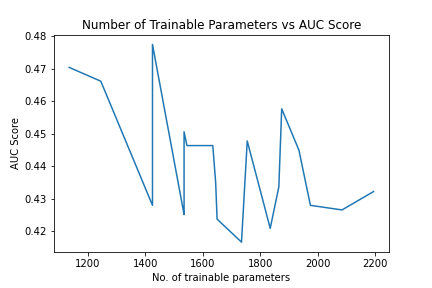 Number of Trainable Parameters vs AUC Score
0.48
0.47
0.46
0.45
0.44
0.43
0.42
AUC Score
1200 1400 1600 1800 2000 2200
No. of trainable parameters